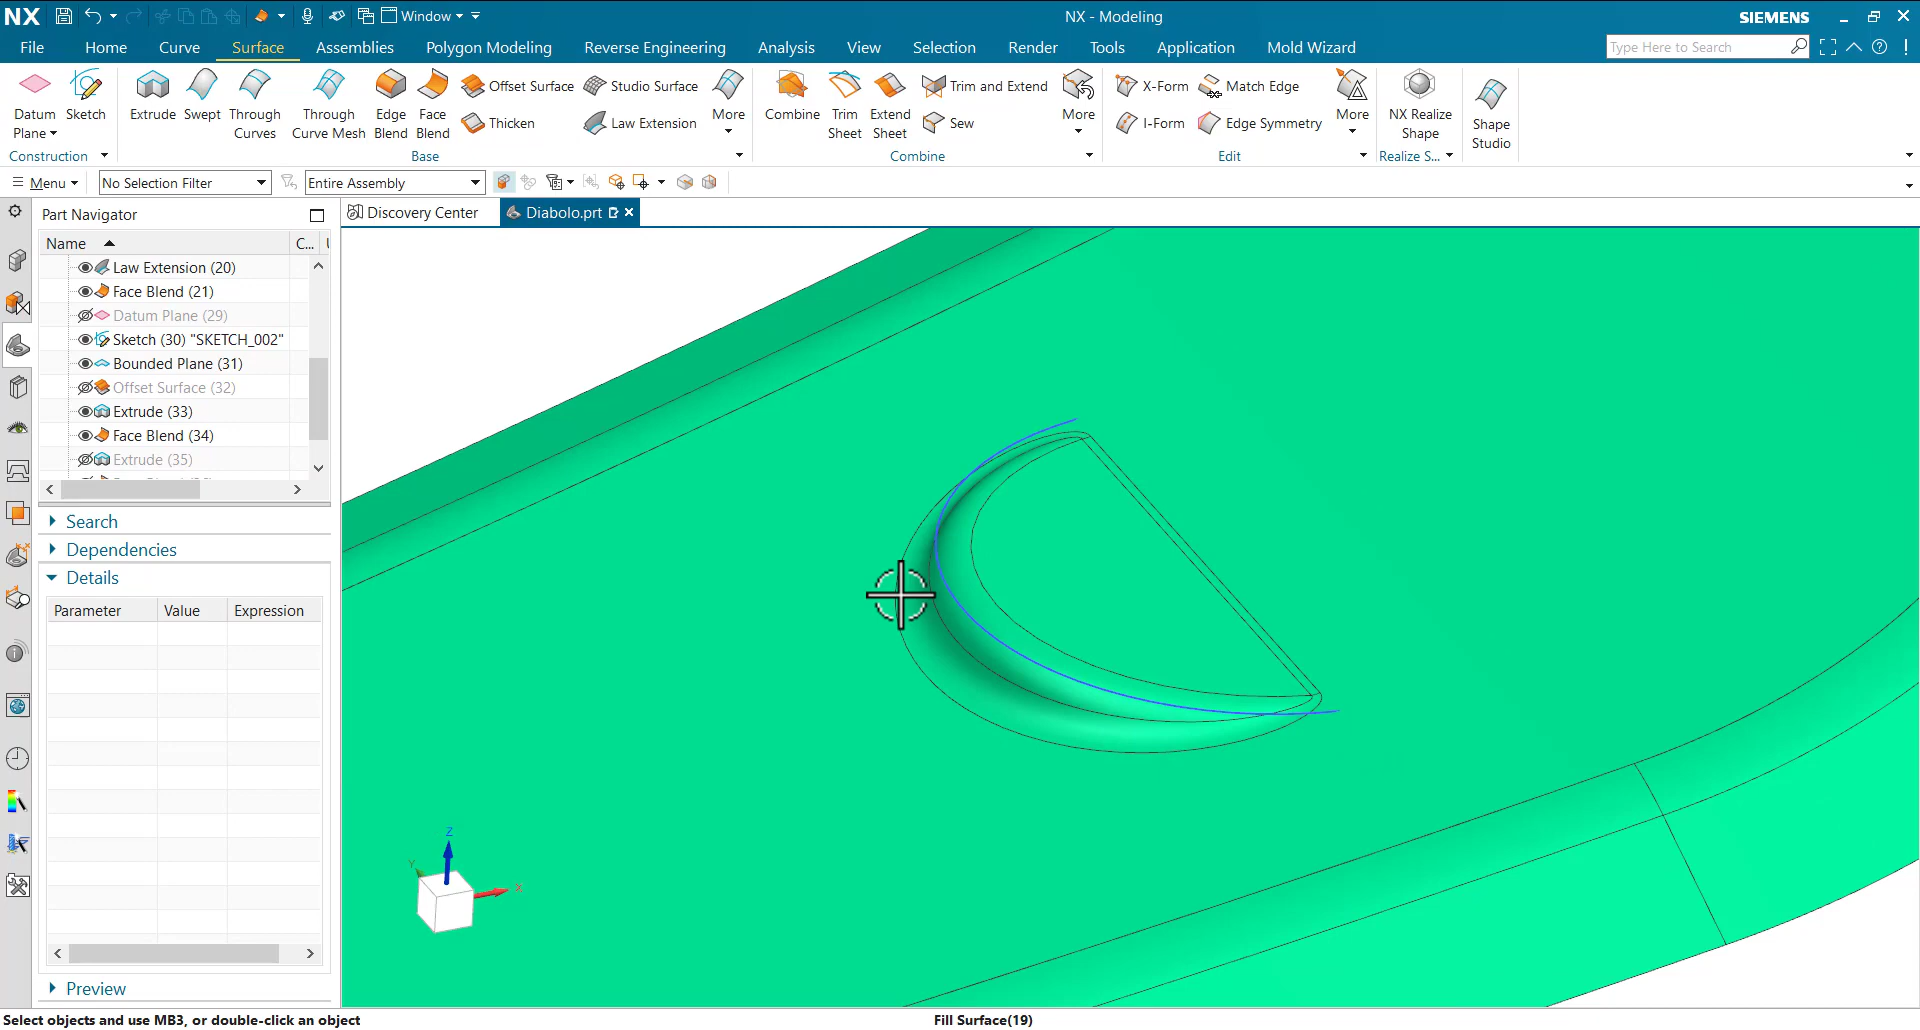 NX
Window
NX - Modeling
SIEMENS
File
Home
Curve
Surface
Assemblies
Polygon Modeling
Reverse Engineering
Analysis
View
Selection
Render
Tools
Application
Mold Wizard
Type Here to Search
Datum Plane
Sketch
Extrude
Swept
Through Curves
Through Curve Mesh
Edge Blend
Face Blend
Offset Surface
Thicken
Studio Surface
Law Extension
More
Combine
Trim Sheet
Extend Sheet
Trim and Extend
Sew
More
X-Form
I-Form
Match Edge
Edge Symmetry
More
NX Realize Shape
Shape Studio
Construction
Base
Combine
Edit
Realize S...
Menu
No Selection Filter
Entire Assembly
Part Navigator
Discovery Center
Diabolo.prt
Name
C...
Law Extension (20)
Face Blend (21)
Datum Plane (29)
Sketch (30) "SKETCH_002"
Bounded Plane (31)
Offset Surface (32)
Extrude (33)
Face Blend (34)
Extrude (35)
Search
Dependencies
Details
Parameter
Value
Expression
Preview
Z
Y
X
Select objects and use MB3, or double-click an object
Fill Surface(19)